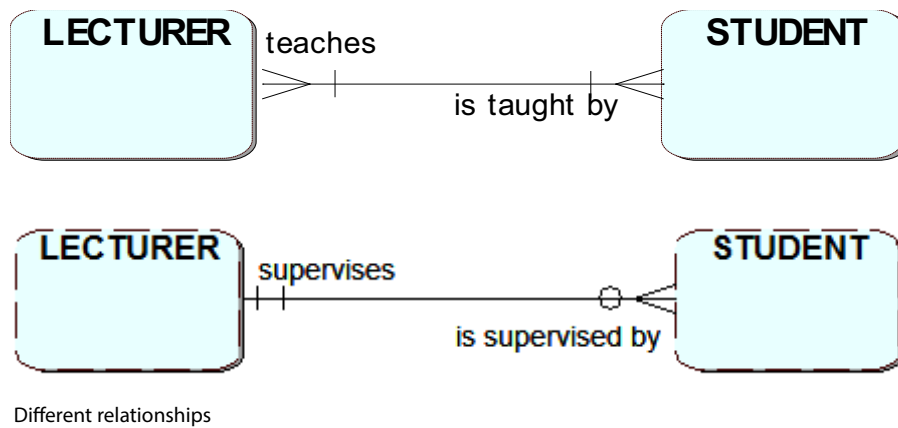 LECTURER
teaches
STUDENT
is taught by
LECTURER
supervises
STUDENT
is supervised by
Different relationships